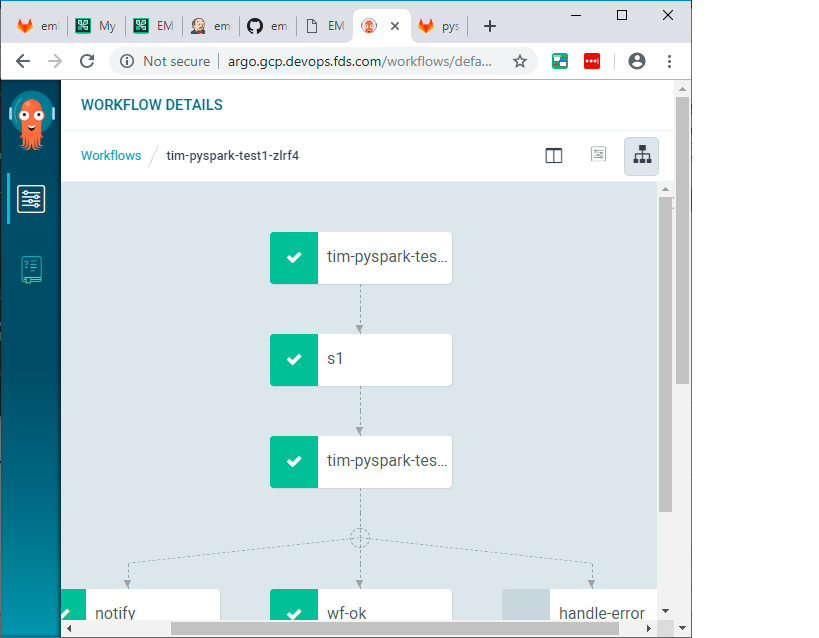 em
My
EM
em
em
EM
pys
Not secure
argo.gcp.devops.fds.com/workflows/defa...
WORKFLOW DETAILS
Workflows
tim-pyspark-test1-zlrf4
tim-pyspark-tes...
s1
tim-pyspark-tes...
notify
wf-ok
handle-error